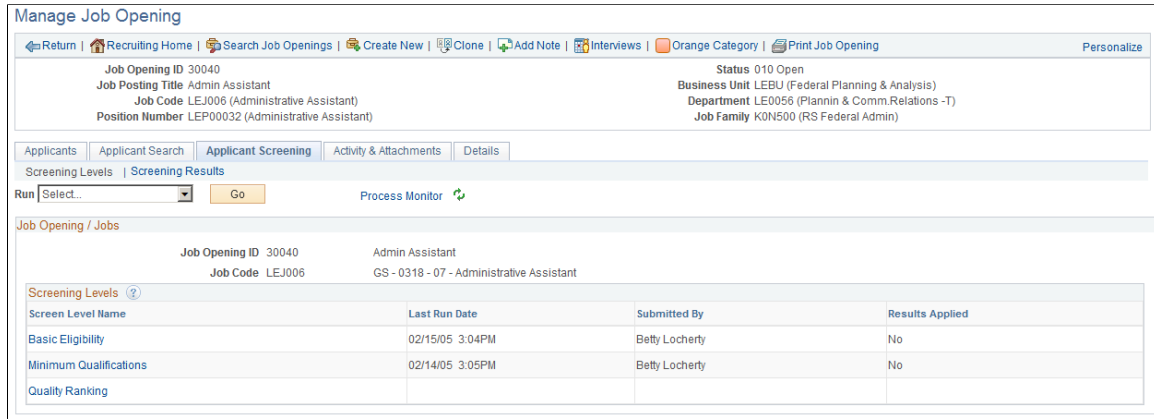 Manage Job Opening
Return | Recruiting Home | Search Job Openings | Create New | Clone | Add Note | Interviews | Orange Category | Print Job Opening Personalize
Job Opening ID 30040 Status 010 Open
Job Posting Title Admin Assistant Business Unit LEBU (Federal Planning & Analysis)
Job Code LEJ006 (Administrative Assistant) Department LE0056 (Plannin & Comm.Relations -T)
Position Number LEP00032 (Administrative Assistant) Job Family K0N500 (RS Federal Admin)
Applicants Applicant Search Applicant Screening Activity & Attachments Details
Screening Levels | Screening Results
Run Select... Go Process Monitor
Job Opening / Jobs
Job Opening ID 30040 Admin Assistant
Job Code LEJ006 GS - 0318 - 07 - Administrative Assistant
Screening Levels ?
Screen Level Name Last Run Date Submitted By Results Applied
Basic Eligibility 02/15/05 3:04PM Betty Locherty No
Minimum Qualifications 02/14/05 3:05PM Betty Locherty No
Quality Ranking